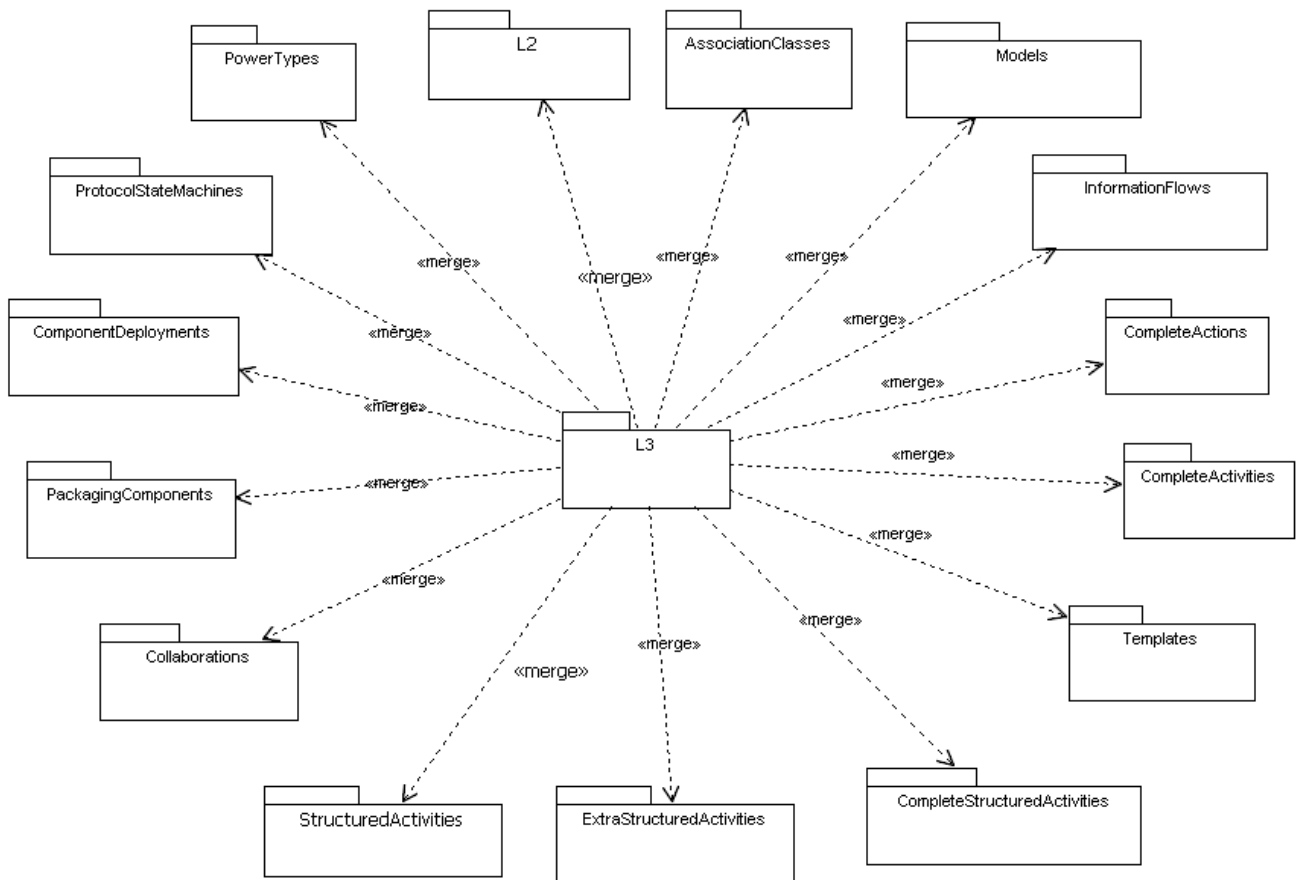 L2
AssociationClasses
Models
PowerTypes
ProtocolStateMachines
InformationFlows
«merge»
«merge»
«merge»
«merge»
ComponentDeployments
«merge»
«merge»
CompleteActions
«merge»
«merge»
L3
«merge»
CompleteActivities
PackagingComponents
«merge»
«merge»
«merge»
Collaborations
«merge»
«merge»
Templates
«merge»
StructuredActivities
ExtraStructuredActivities
CompleteStructuredActivities